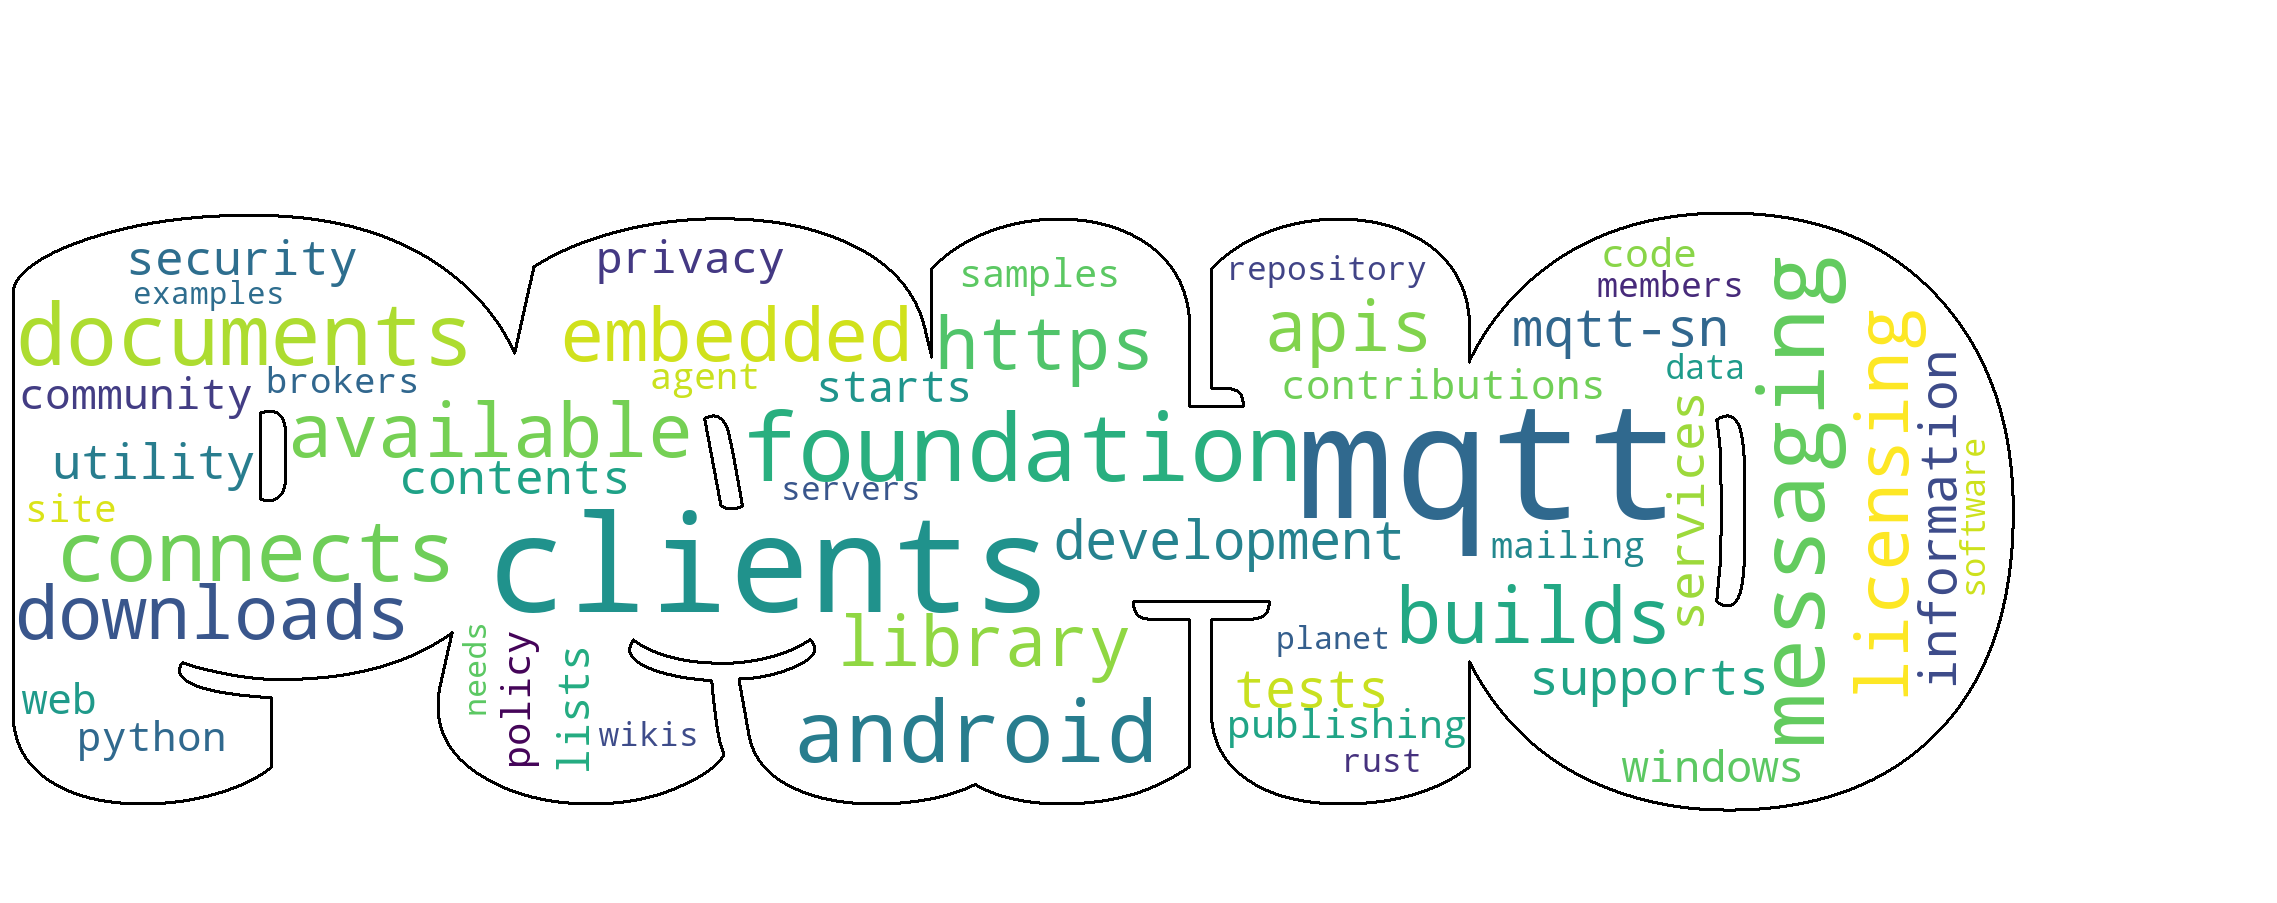 security
examples
documents
community
brokers
utility
available
contents
site
connects
downloads
web
python
privacy
embedded
agent
starts
samples
https
foundation
servers
clients
development
library
android
needs
policy
lists
wikis
repository
apis
contributions
mqtt
mailing
planet
builds
tests
publishing
rust
code
members
mqtt-sn
data
services
supports
windows
messaging
licensing
information
software